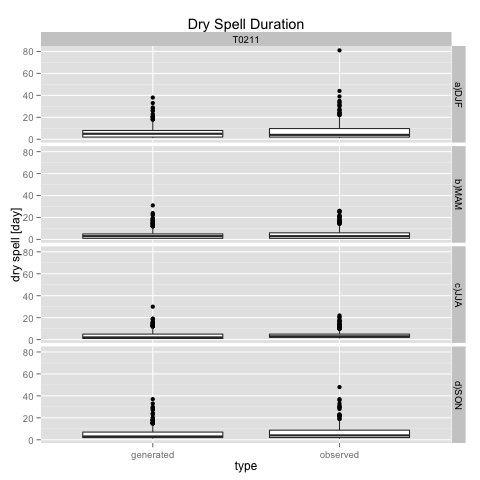 Dry Spell Duration
T0211
80
60
40
20
0
a)DJF
80
60
40
20
0
b)MAM
80
60
40
20
0
c)JJA
80
60
40
20
0
d)SON
dry spell [day]
generated
observed
type